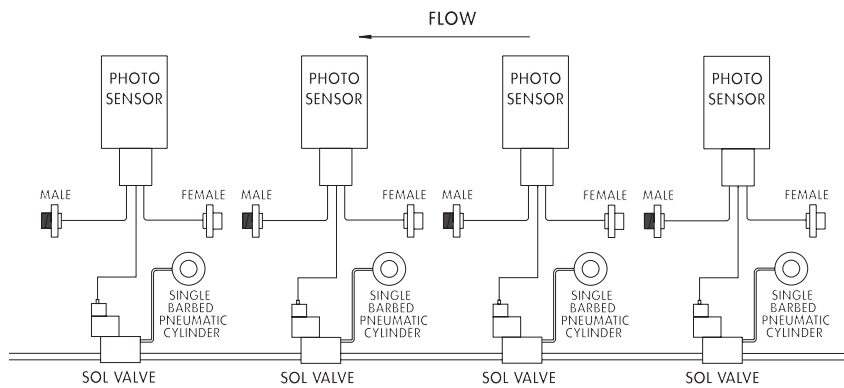 FLOW
PHOTO PHOTO PHOTO PHOTO
SENSOR SENSOR SENSOR SENSOR
MALE FEMALE MALE FEMALE MALE FEMALE MALE FEMALE
SINGLE SINGLE SINGLE SINGLE
BARBED BARBED BARBED BARBED
PNEUMATIC PNEUMATIC PNEUMATIC PNEUMATIC
CYLINDER CYLINDER CYLINDER CYLINDER
SOL VALVE SOL VALVE SOL VALVE SOL VALVE